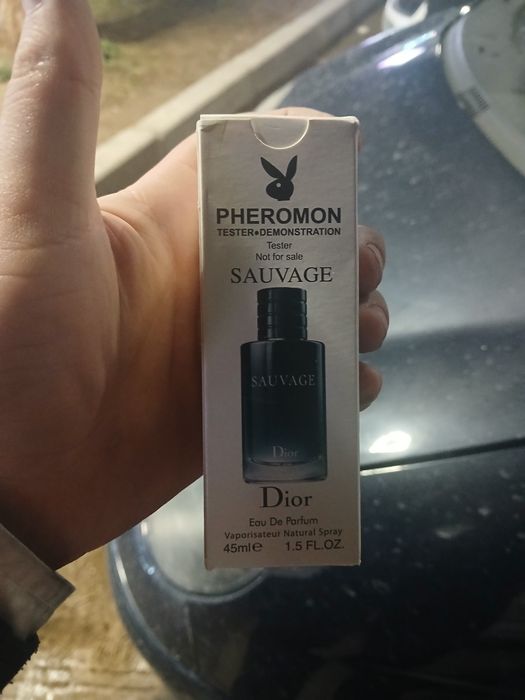 PHEROMON
TESTER●DEMONSTRATION
Tester
Not for sale
SAUVAGE
SAUVAGE
Dior
Dior
Eau De Parfum
Vaporisateur Natural Spray
45ml e 1.5 FL.OZ.